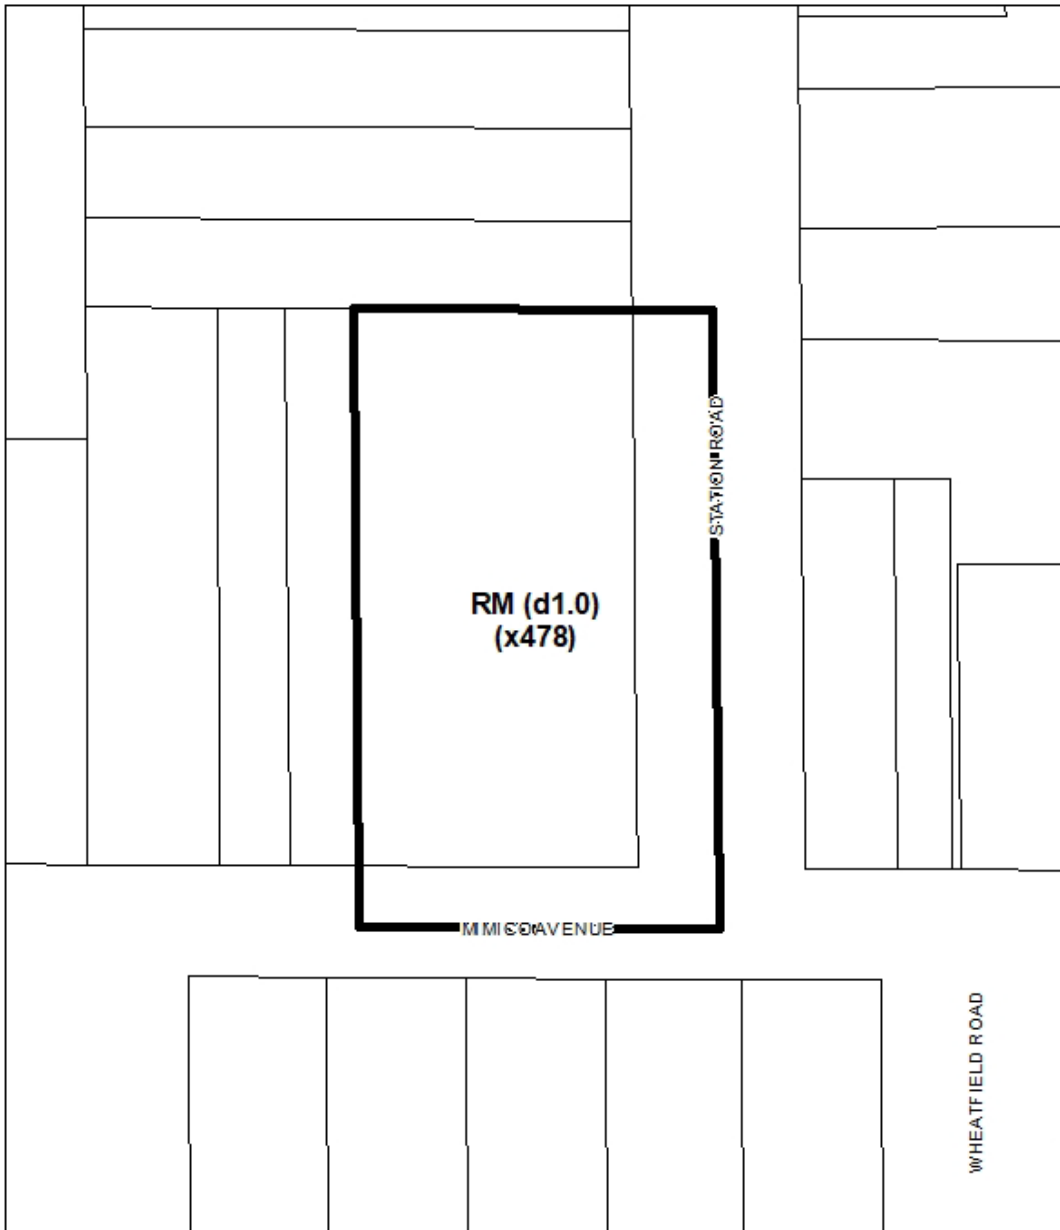 STATION ROAD
RM (d1.0)
(x478)
MIMICO AVENUE
WHEATFIELD ROAD